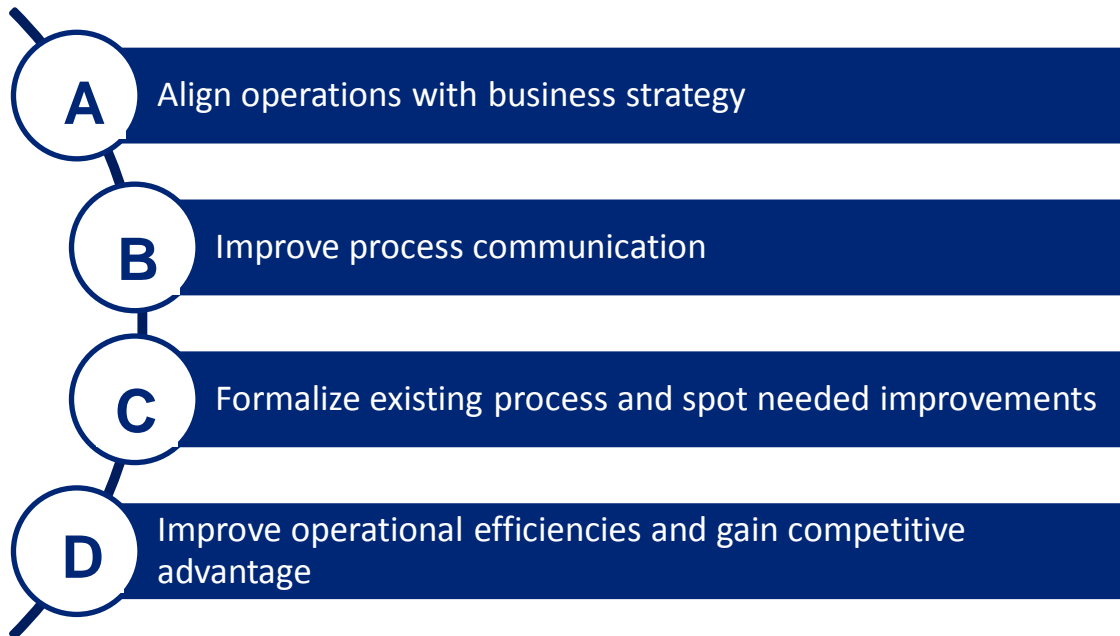 A
Align operations with business strategy
B
Improve process communication
C
Formalize existing process and spot needed improvements
D
Improve operational efficiencies and gain competitive
advantage